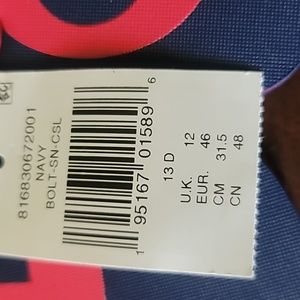 816830672001
NAVY
BOLT-SN-CSL
1 95167 01589 6
13 D
U.K. 12
EUR. 46
CM 31.5
CN 48